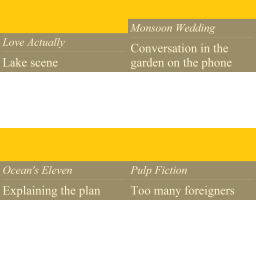 Love Actually
Lake scene
Monsoon Wedding
Conversation in the
garden on the phone
Ocean's Eleven
Explaining the plan
Pulp Fiction
Too many foreigners